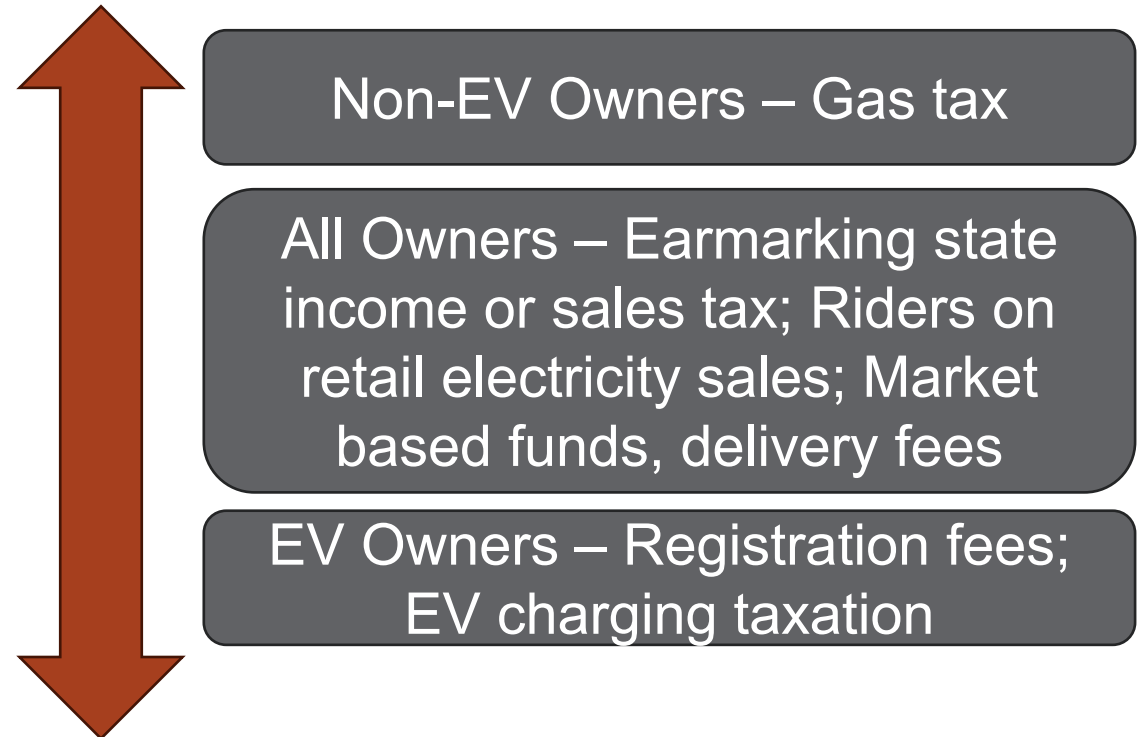 Non-EV Owners – Gas tax
All Owners – Earmarking state
income or sales tax; Riders on
retail electricity sales; Market
based funds, delivery fees
EV Owners – Registration fees;
EV charging taxation